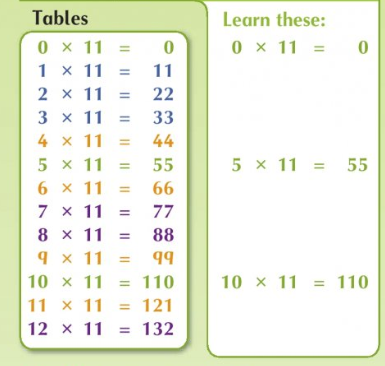 Tables
0 × 11 = 0
1 × 11 = 11
2 × 11 = 22
3 × 11 = 33
4 × 11 = 44
5 × 11 = 55
6 × 11 = 66
7 × 11 = 77
8 × 11 = 88
9 × 11 = 99
10 × 11 = 110
11 × 11 = 121
12 × 11 = 132
Learn these:
0 × 11 = 0
5 × 11 = 55
10 × 11 = 110